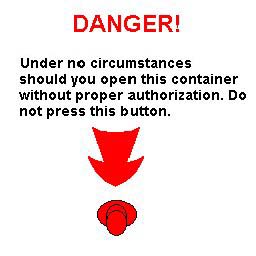 DANGER!
Under no circumstances
should you open this container
without proper authorization. Do
not press this button.